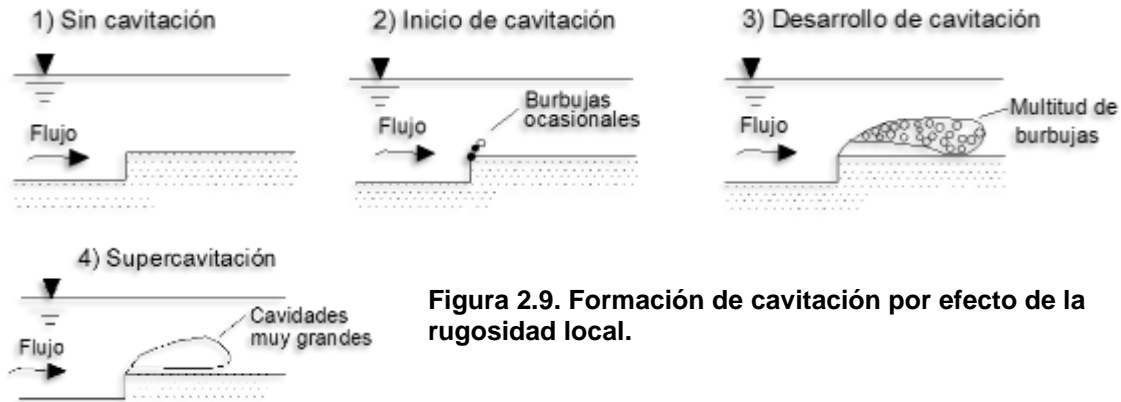 1) Sin cavitación
Flujo
2) Inicio de cavitación
Burbujas
ocasionales
Flujo
3) Desarrollo de cavitación
Multitud de
burbujas
Flujo
4) Supercavitación
Cavidades
muy grandes
Flujo
Figura 2.9. Formación de cavitación por efecto de la
rugosidad local.